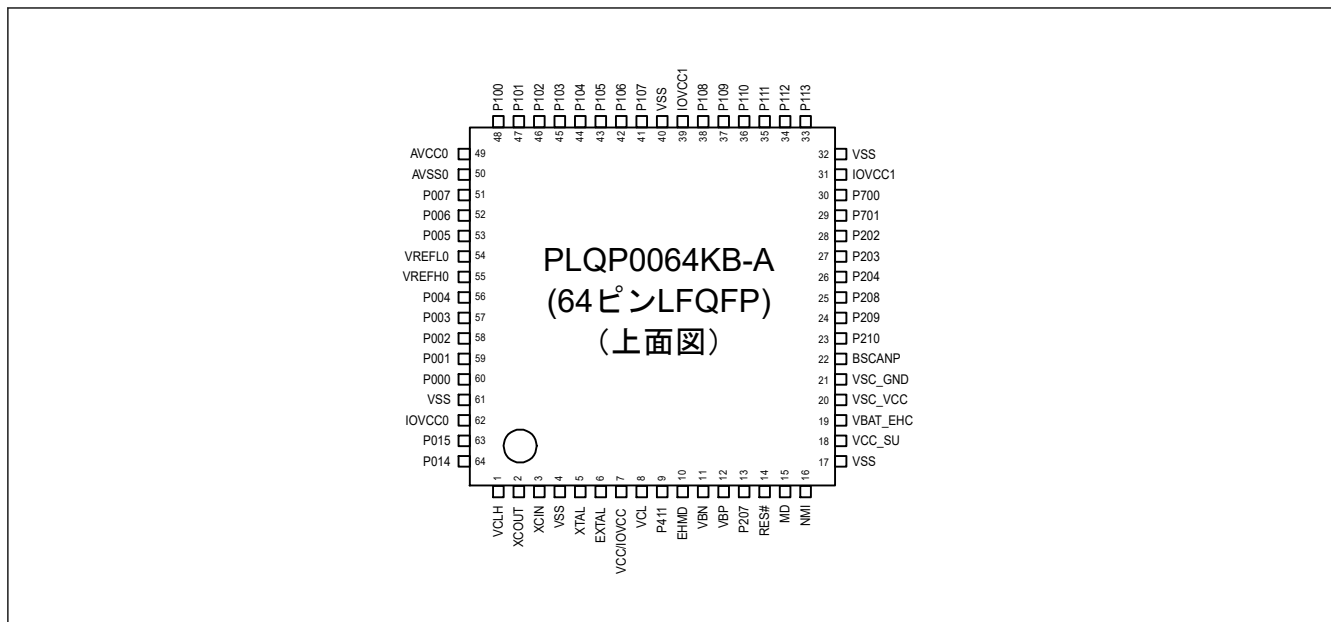 P100 P101 P102 P103 P104 P105 P106 P107 VSS IOVCC1 P108 P109 P110 P111 P112 P113
48 47 46 45 44 43 42 41 40 39 38 37 36 35 34 33
AVCC0 49
AVSS0 50
P007 51
P006 52
P005 53
VREFL0 54
VREFH0 55
P004 56
P003 57
P002 58
P001 59
P000 60
VSS 61
IOVCC0 62
P015 63
P014 64
PLQP0064KB-A
(64ピンLFQFP)
（上面図）
32 VSS
31 IOVCC1
30 P700
29 P701
28 P202
27 P203
26 P204
25 P208
24 P209
23 P210
22 BSCANP
21 VSC_GND
20 VSC_VCC
19 VBAT_EHC
18 VCC_SU
17 VSS
1 2 3 4 5 6 7 8 9 10 11 12 13 14 15 16
VCLH XCOUT XCIN VSS XTAL EXTAL VCC/IOVCC VCL P411 EHMD VBN VBP P207 RES# MD NMI